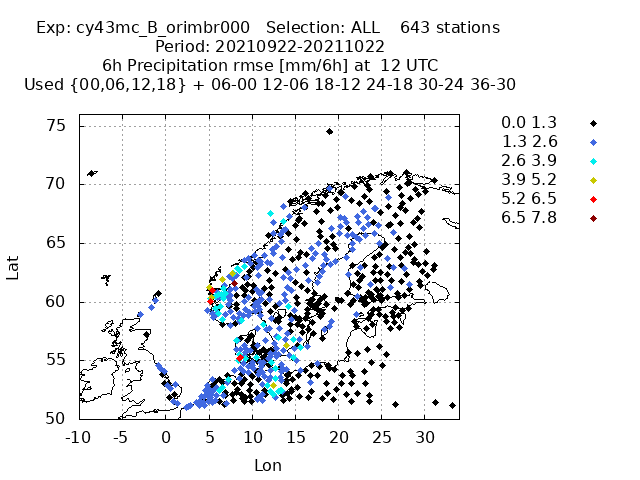 Exp: cy43mc_B_orimbr000 Selection: ALL 643 stations
Period: 20210922-20211022
6h Precipitation rmse [mm/6h] at 12 UTC
Used {00,06,12,18} + 06-00 12-06 18-12 24-18 30-24 36-30
75
70
65
60
55
50
Lat
-10 -5 0 5 10 15 20 25 30
Lon
0.0 1.3
1.3 2.6
2.6 3.9
3.9 5.2
5.2 6.5
6.5 7.8